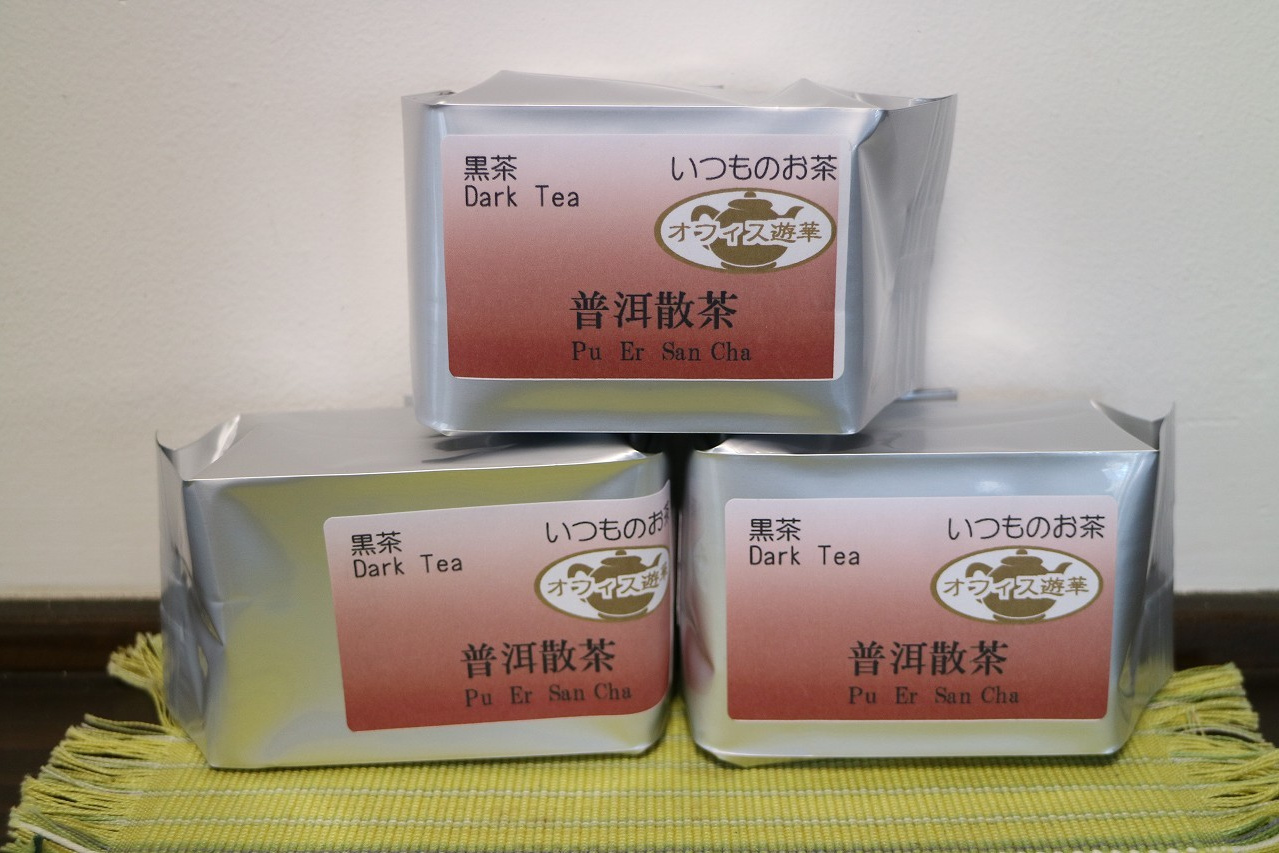 黒茶
Dark Tea
いつものお茶
オフィス遊華
普洱散茶
Pu Er San Cha
黒茶
Dark Tea
いつものお茶
オフィス遊華
普洱散茶
Pu Er San Cha
黒茶
Dark Tea
いつものお茶
オフィス遊華
普洱散茶
Pu Er San Cha